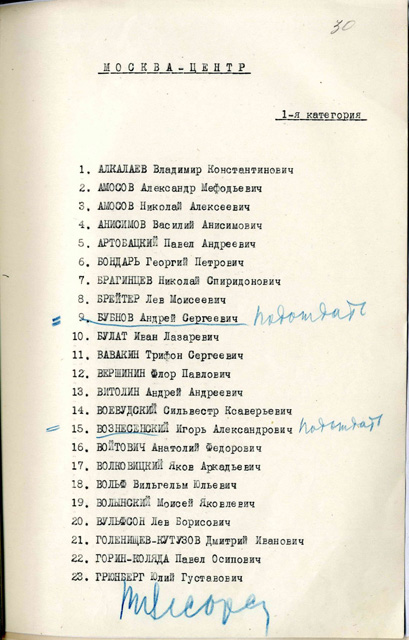 30
МОСКВА-ЦЕНТР
1-я категория
1. АЛКАЛАЕВ Владимир Константинович
2. АМОСОВ Александр Мефодьевич
3. АМОСОВ Николай Алексеевич
4. АНИСИМОВ Василий Анисимович
5. АРТОБАЦКИЙ Павел Андреевич
6. БОНДАРЬ Георгий Петрович
7. БРАГИНЦЕВ Николай Спиридонович
8. БРЕЙТЕР Лев Моисеевич
9. БУБНОВ Андрей Сергеевич подождать
10. БУЛАТ Иван Лазаревич
11. ВАВАКИН Трифон Сергеевич
12. ВЕРШИНИН Флор Павлович
13. ВИТОЛИН Андрей Андреевич
14. ВОЕВУДСКИЙ Сильвестр Ксаверьевич
15. ВОЗНЕСЕНСКИЙ Игорь Александрович подождать
16. ВОЙТОВИЧ Анатолий Федорович
17. ВОЛКОВИЦКИЙ Яков Аркадьевич
18. ВОЛЬФ Вильгельм Юльевич
19. ВОЛЫНСКИЙ Моисей Яковлевич
20. ВУЛЬФСОН Лев Борисович
21. ГОЛЕНИЩЕВ-КУТУЗОВ Дмитрий Иванович
22. ГОРИН-КОЛЯДА Павел Осипович
23. ГРЮНБЕРГ Юлий Густавович